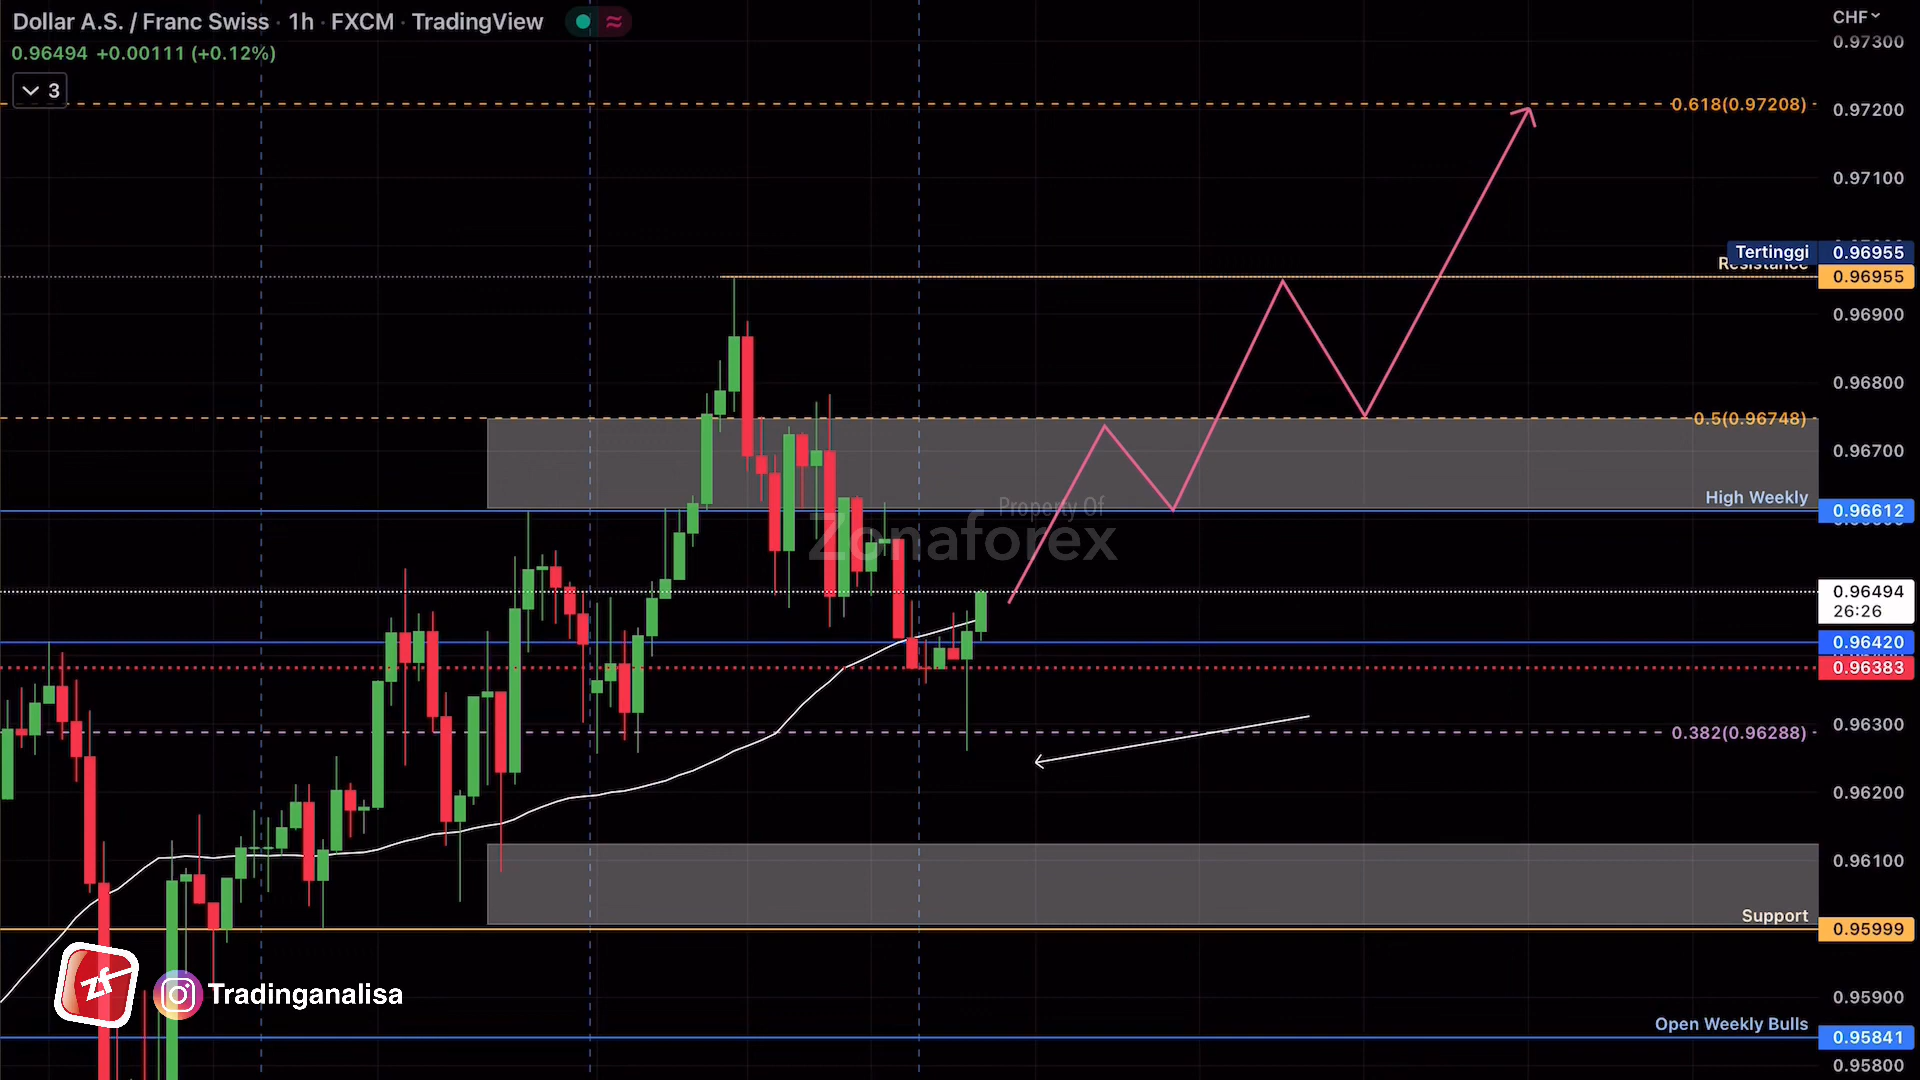 Dollar A.S. / Franc Swiss · 1h · FXCM · TradingView
0.96494 +0.00111 (+0.12%)
3
CHF
0.97300
0.618(0.97208)
0.97200
0.97100
Tertinggi 0.96955
Resistance 0.96955
0.96900
0.96800
0.5(0.96748)
0.96700
High Weekly
0.96612
Property Of
Zonaforex
0.96494
26:26
0.96420
0.96383
0.96300
0.382(0.96288)
0.96200
0.96100
Support
0.95999
zf
Tradinganalisa
0.95900
Open Weekly Bulls
0.95841
0.95800